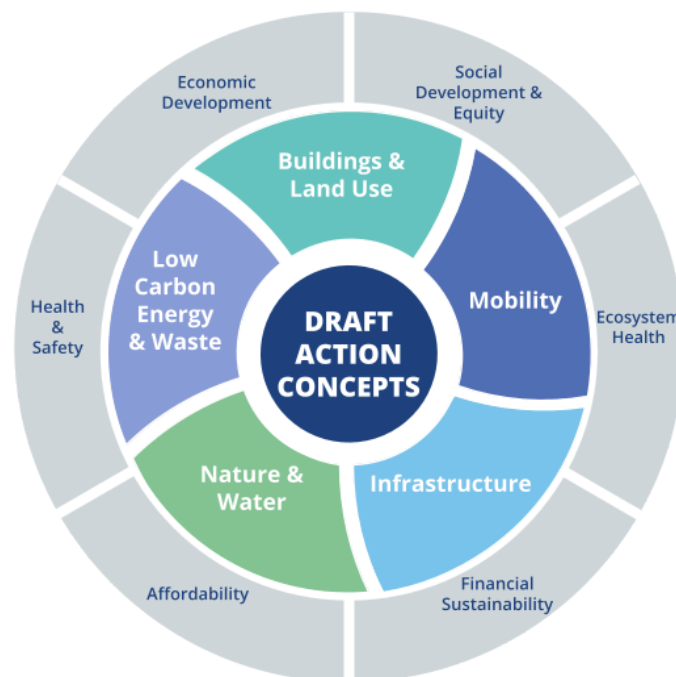 Economic
Development
Social
Development &
Equity
Buildings &
Land Use
Low
Carbon
Energy
& Waste
Mobility
Health
&
Safety
DRAFT
ACTION
CONCEPTS
Ecosystem
Health
Nature &
Water
Infrastructure
Affordability
Financial
Sustainability